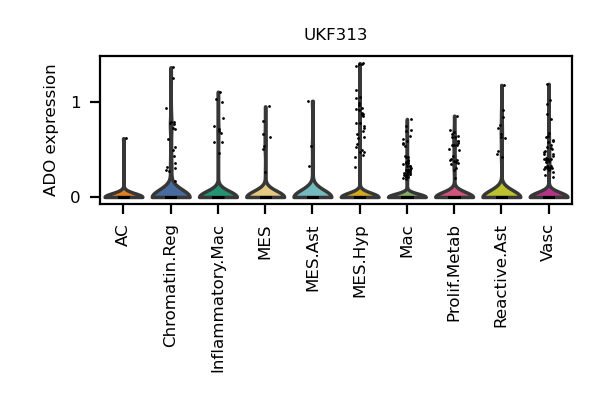 UKF313
ADO expression
1
0
AC
Chromatin.Reg
Inflammatory.Mac
MES
MES.Ast
MES.Hyp
Mac
Prolif.Metab
Reactive.Ast
Vasc